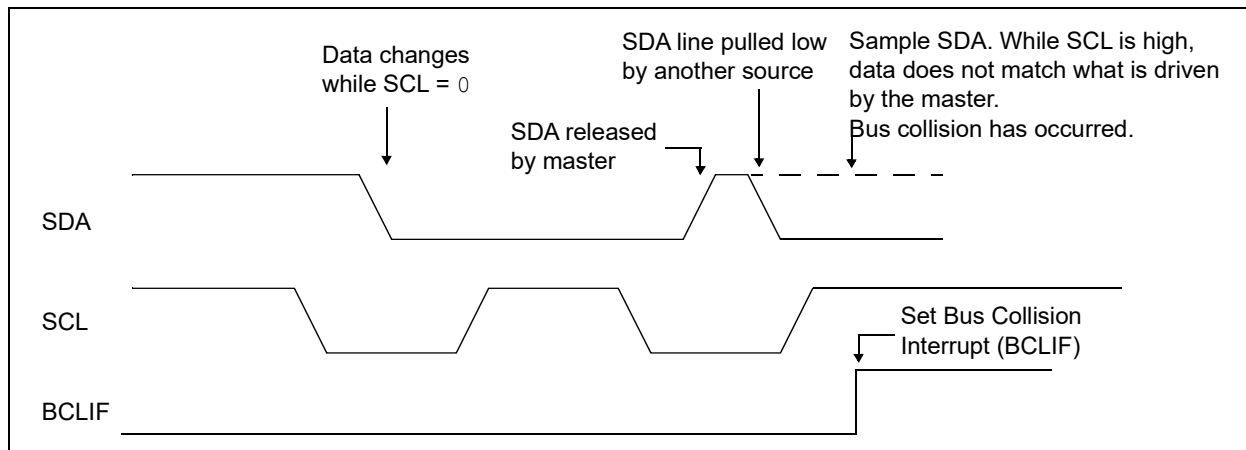 Data changes
while SCL = 0
SDA line pulled low
by another source
Sample SDA. While SCL is high,
data does not match what is driven
by the master.
Bus collision has occurred.
SDA released
by master
SDA
SCL
Set Bus Collision
Interrupt (BCLIF)
BCLIF